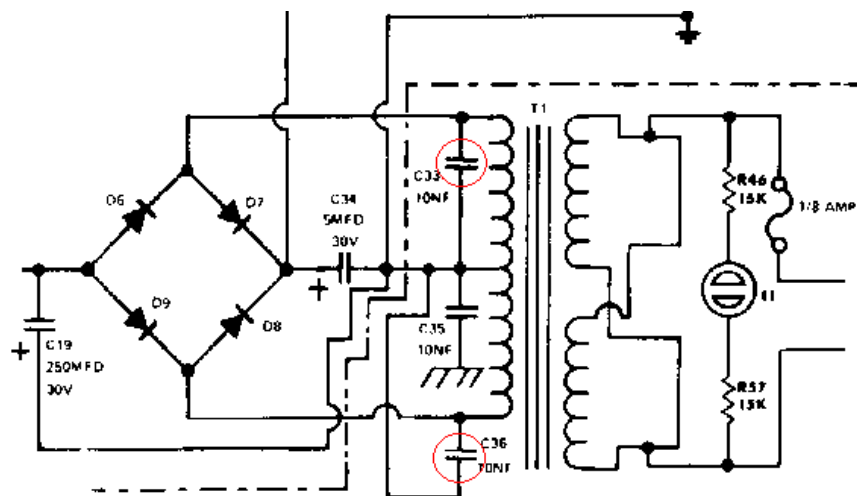 T1
D6
D7
C34
5MFD
30V
C33
10NF
R46
15K
1/8 AMP
D9
D8
+
C35
10NF
I1
+
C19
250MFD
30V
R57
15K
C36
10NF